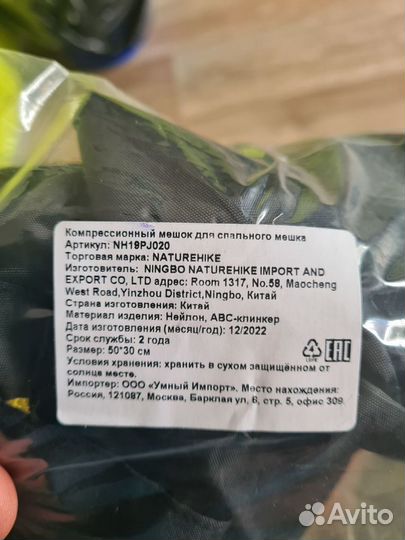 Компрессионный мешок для спального мешка
Артикул: NH19PJ020
Торговая марка: NATUREHIKE
Изготовитель: NINGBO NATUREHIKE IMPORT AND
EXPORT CO, LTD адрес: Room 1317, No.58, Maocheng
West Road,Yinzhou District,Ningbo, Китай
Страна изготовления: Китай
Материал изделия: Нейлон, АВС-клинкер
Дата изготовления (месяц/год): 12/2022
Срок службы: 2 года
Размер: 50*30 см
Условия хранения: хранить в сухом защищённом от
солнца месте.
Импортер: ООО «Умный Импорт». Место нахождения:
Россия, 121087, Москва, Барклая ул, 6, стр. 5, офис 309.
EAC
Avito